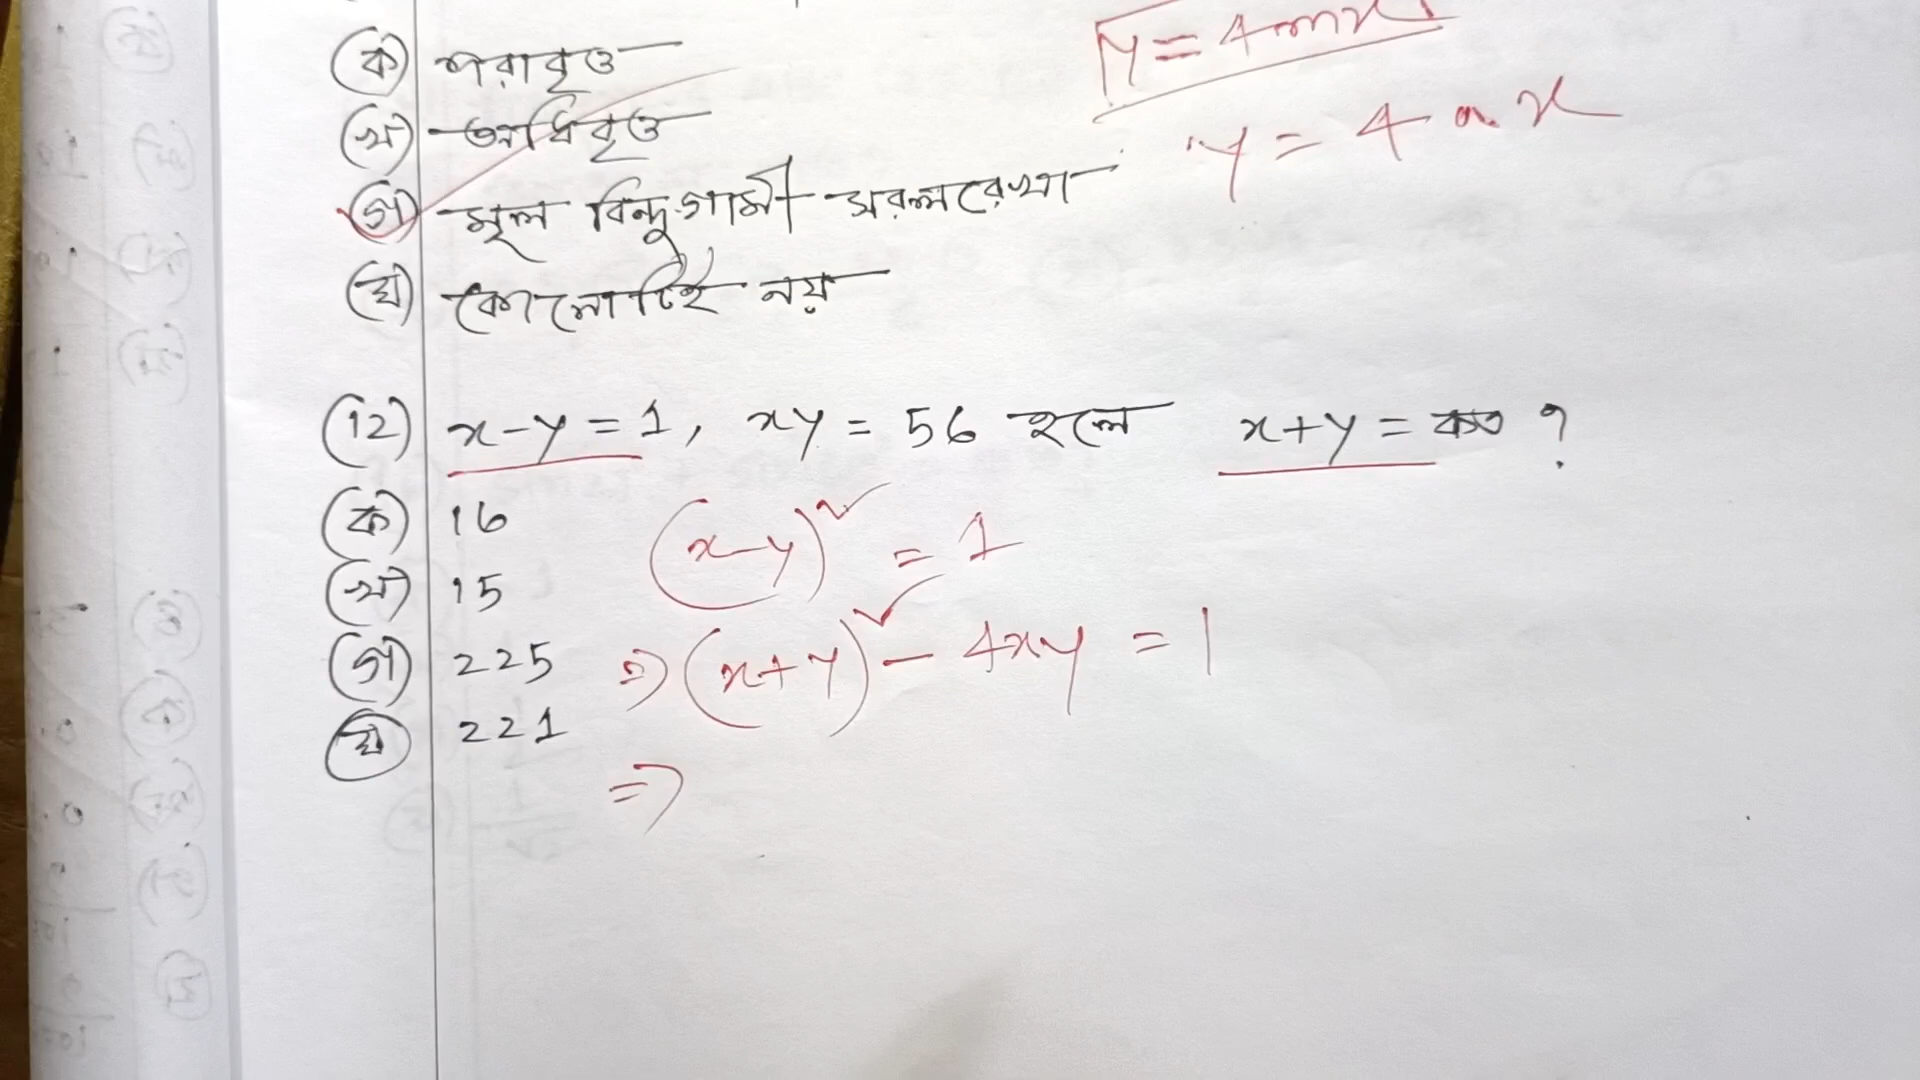 y = 4mx
ক পরাবৃত্ত
y = 4ax
খ অধিবৃত্ত
গ মূল বিন্দুগামী সরলরেখা
ঘ কোনোটিই নয়
12 x-y = 1, xy = 56 হলে x+y = কত ?
ক 16
(x-y)² = 1
খ 15
গ 225
⇒ (x+y)² - 4xy = 1
ঘ 221
⇒